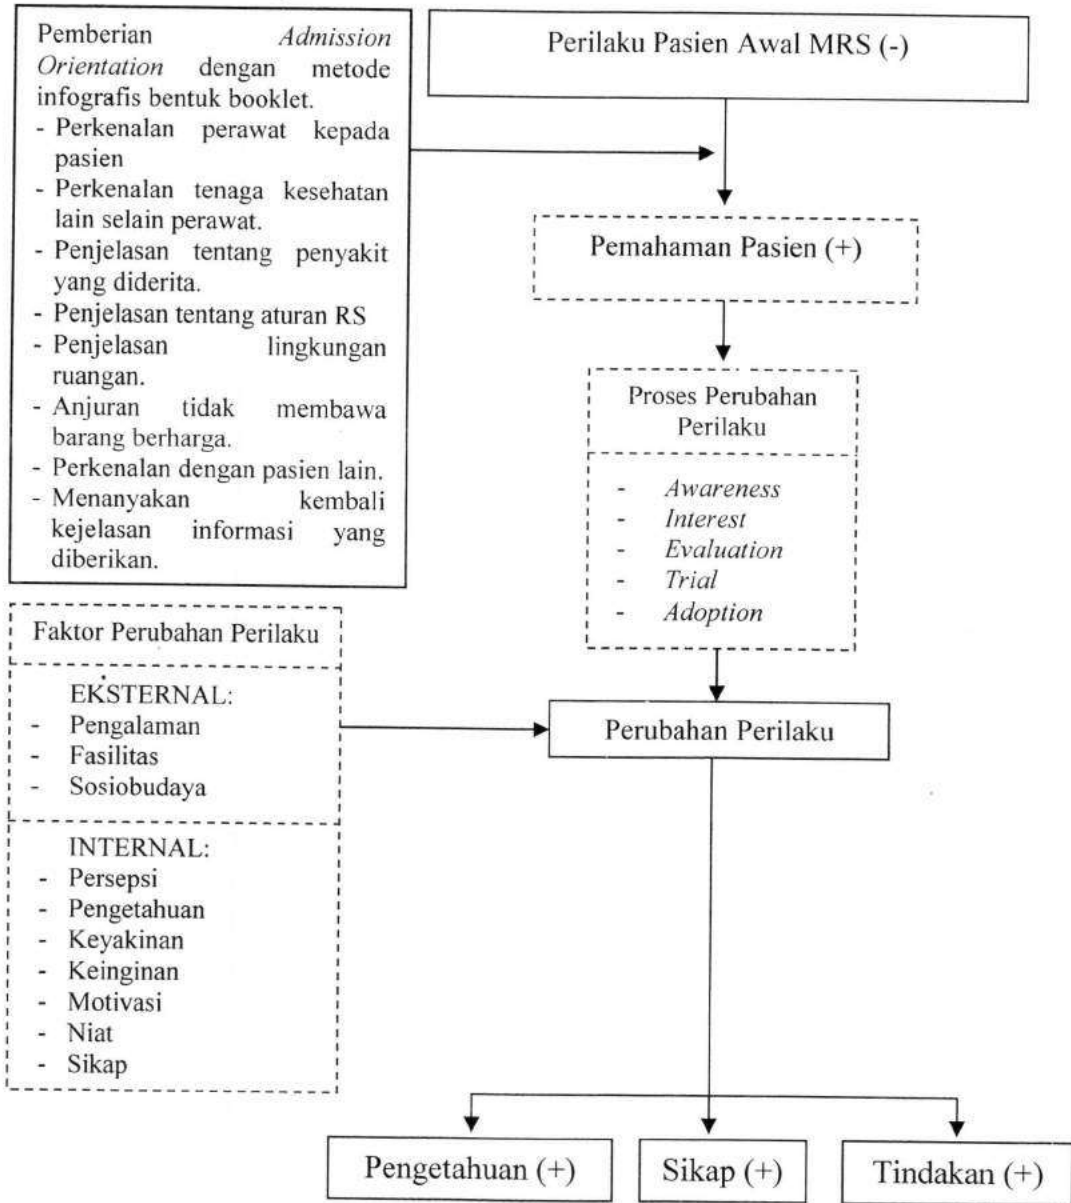 Pemberian Admission
Orientation dengan metode
infografis bentuk booklet.
- Perkenalan perawat kepada
pasien
- Perkenalan tenaga kesehatan
lain selain perawat.
- Penjelasan tentang penyakit
yang diderita.
- Penjelasan tentang aturan RS
- Penjelasan lingkungan
ruangan.
- Anjuran tidak membawa
barang berharga.
- Perkenalan dengan pasien lain.
- Menanyakan kembali
kejelasan informasi yang
diberikan.
Perilaku Pasien Awal MRS (-)
Pemahaman Pasien (+)
Proses Perubahan
Perilaku
- Awareness
- Interest
- Evaluation
- Trial
- Adoption
Faktor Perubahan Perilaku
EKSTERNAL:
- Pengalaman
- Fasilitas
- Sosiobudaya
INTERNAL:
- Persepsi
- Pengetahuan
- Keyakinan
- Keinginan
- Motivasi
- Niat
- Sikap
Perubahan Perilaku
Pengetahuan (+)
Sikap (+)
Tindakan (+)